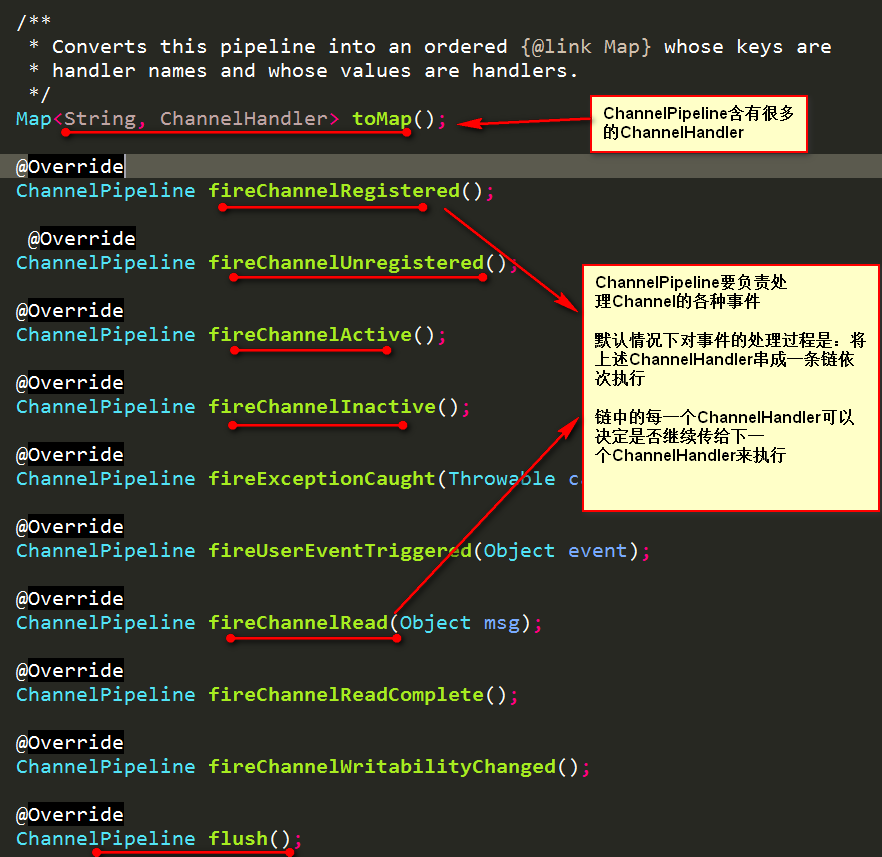 /**
* Converts this pipeline into an ordered {@link Map} whose keys are
* handler names and whose values are handlers.
*/
Map<String, ChannelHandler> toMap();
ChannelPipeline含有很多
的ChannelHandler
@Override
ChannelPipeline fireChannelRegistered();
@Override
ChannelPipeline fireChannelUnregistered();
@Override
ChannelPipeline fireChannelActive();
@Override
ChannelPipeline fireChannelInactive();
@Override
ChannelPipeline fireExceptionCaught(Throwable
ChannelPipeline要负责处
理Channel的各种事件
默认情况下对事件的处理过程是：将
上述ChannelHandler串成一条链依
次执行
链中的每一个ChannelHandler可以
决定是否继续传给下一
个ChannelHandler来执行
@Override
ChannelPipeline fireUserEventTriggered(Object event);
@Override
ChannelPipeline fireChannelRead(Object msg);
@Override
ChannelPipeline fireChannelReadComplete();
@Override
ChannelPipeline fireChannelWritabilityChanged();
@Override
ChannelPipeline flush();